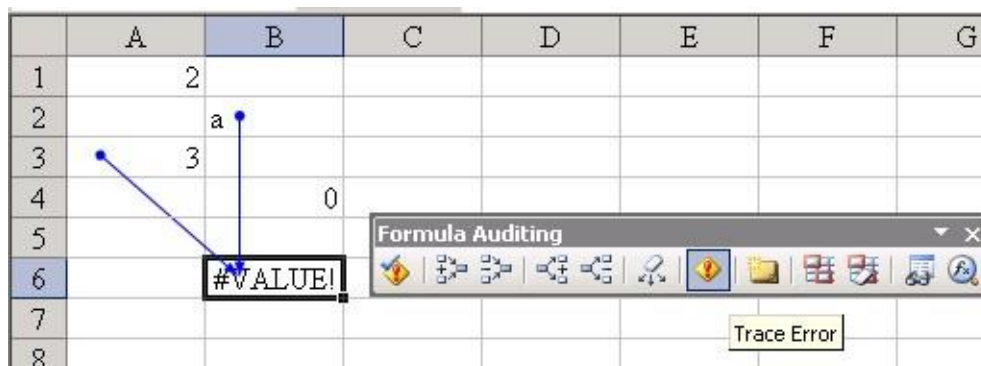 A B C D E F G
1 2
2 a
3 3
4 0
5 Formula Auditing
6 #VALUE!
7
Trace Error
8